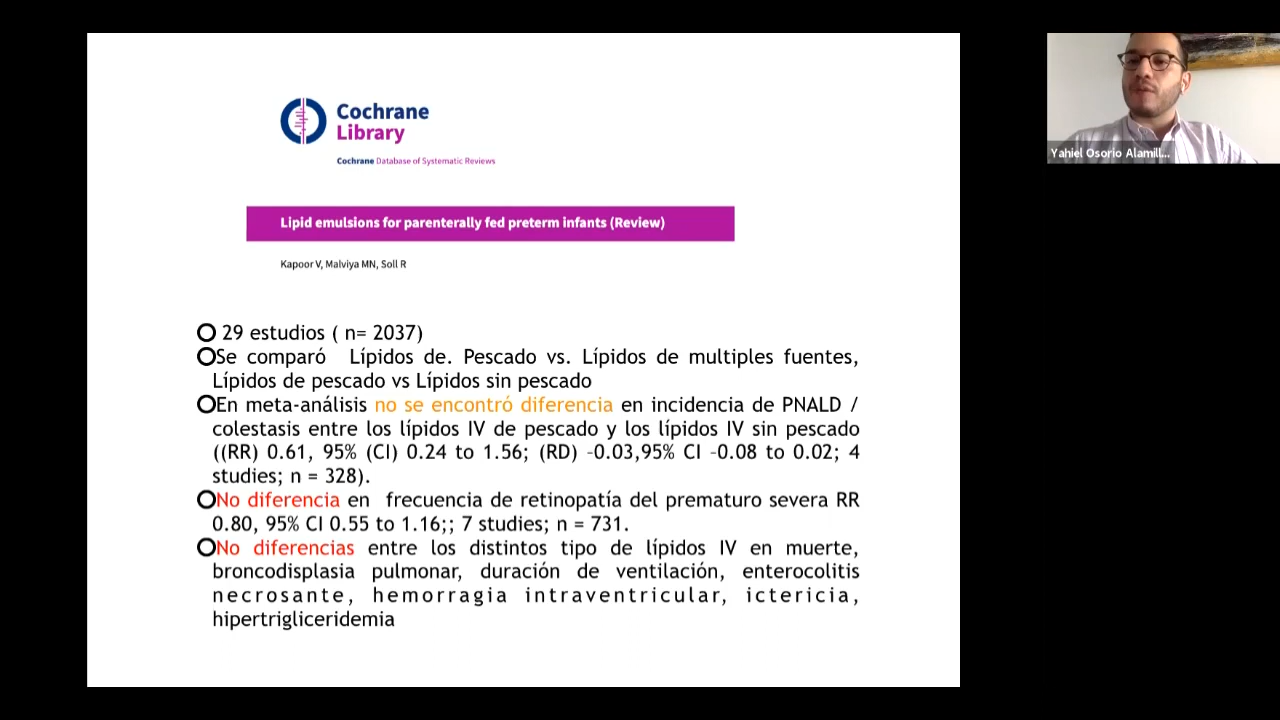 Cochrane
Library
Cochrane Database of Systematic Reviews
Lipid emulsions for parenterally fed preterm infants (Review)
Kapoor V, Malviya MN, Soll R
29 estudios ( n= 2037)
Se comparó Lípidos de. Pescado vs. Lípidos de multiples fuentes,
Lípidos de pescado vs Lípidos sin pescado
En meta-análisis no se encontró diferencia en incidencia de PNALD /
colestasis entre los lípidos IV de pescado y los lípidos IV sin pescado
((RR) 0.61, 95% (CI) 0.24 to 1.56; (RD) –0.03,95% CI –0.08 to 0.02; 4
studies; n = 328).
No diferencia en frecuencia de retinopatía del prematuro severa RR
0.80, 95% CI 0.55 to 1.16;; 7 studies; n = 731.
No diferencias entre los distintos tipo de lípidos IV en muerte,
broncodisplasia pulmonar, duración de ventilación, enterocolitis
necrosante, hemorragia intraventricular, ictericia,
hipertrigliceridemia
Yahiel Osorio Alamill...